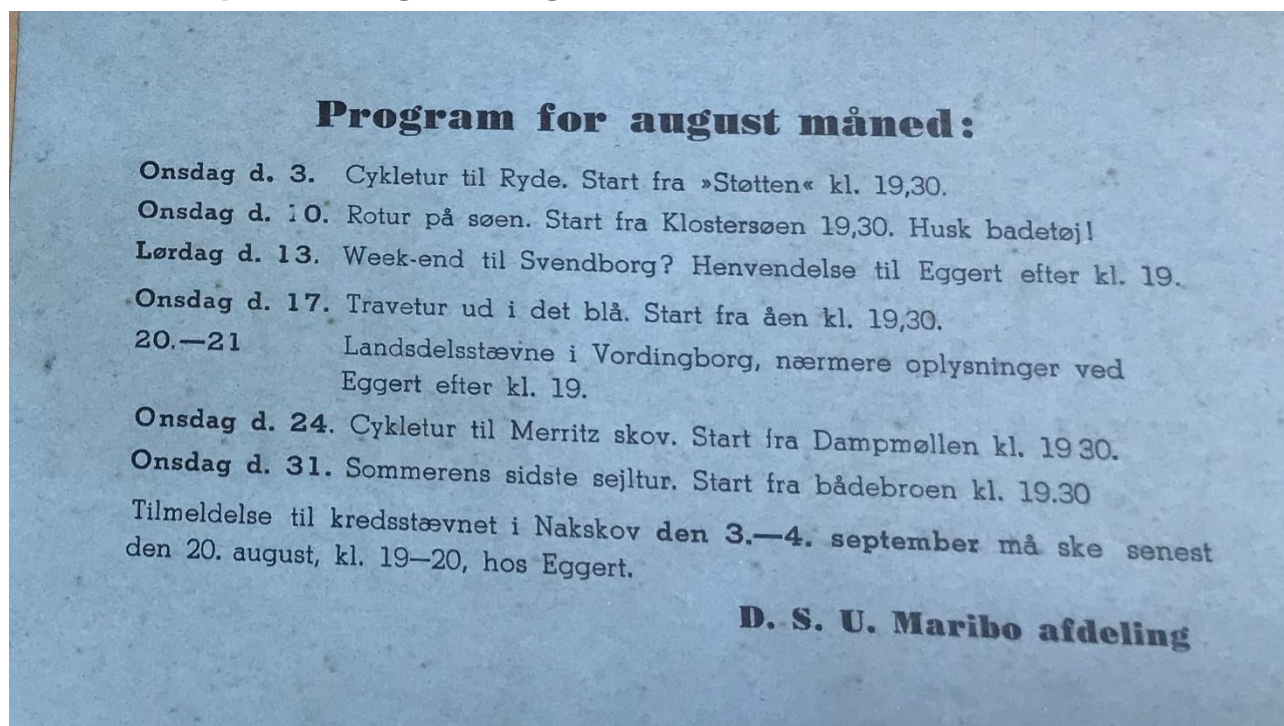 Program for august måned:
Onsdag d. 3. Cykletur til Ryde. Start fra »Støtten« kl. 19,30.
Onsdag d. 10. Rotur på søen. Start fra Klostersøen 19,30. Husk badetøj!
Lørdag d. 13. Week-end til Svendborg? Henvendelse til Eggert efter kl. 19.
Onsdag d. 17. Travetur ud i det blå. Start fra åen kl. 19,30.
20.—21 Landsdelsstævne i Vordingborg, nærmere oplysninger ved
Eggert efter kl. 19.
Onsdag d. 24. Cykletur til Merritz skov. Start fra Dampmøllen kl. 19 30.
Onsdag d. 31. Sommerens sidste sejltur. Start fra bådebroen kl. 19.30
Tilmeldelse til kredsstævnet i Nakskov den 3.—4. september må ske senest
den 20. august, kl. 19—20, hos Eggert.
D. S. U. Maribo afdeling